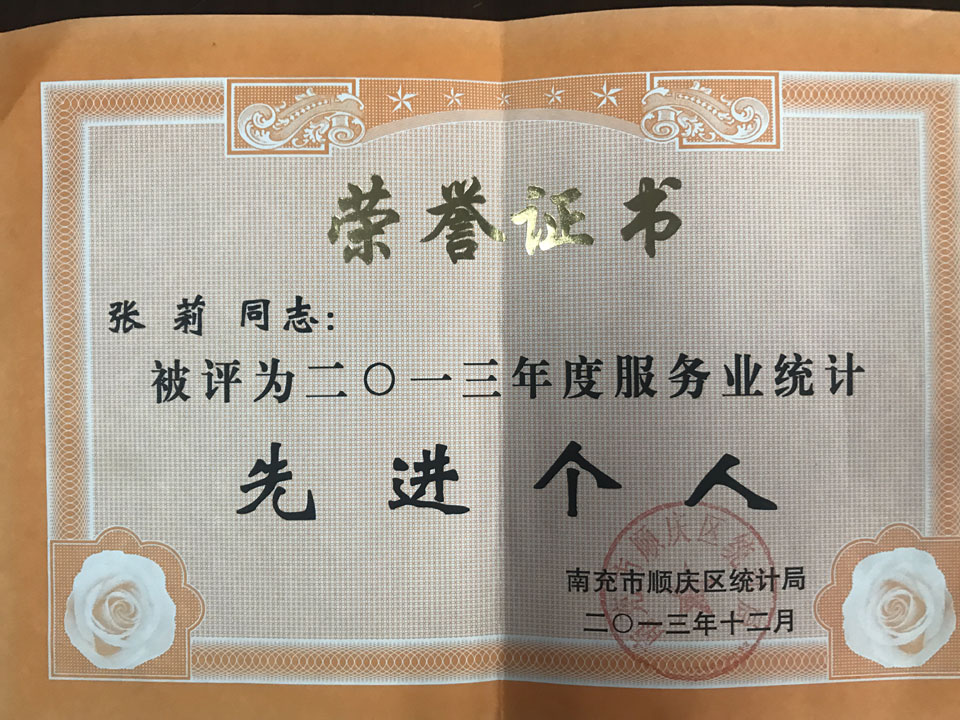 荣誉证书
张莉同志：
被评为二〇一三年度服务业统计
先进个人
南充市顺庆区统计局
二〇一三年十二月